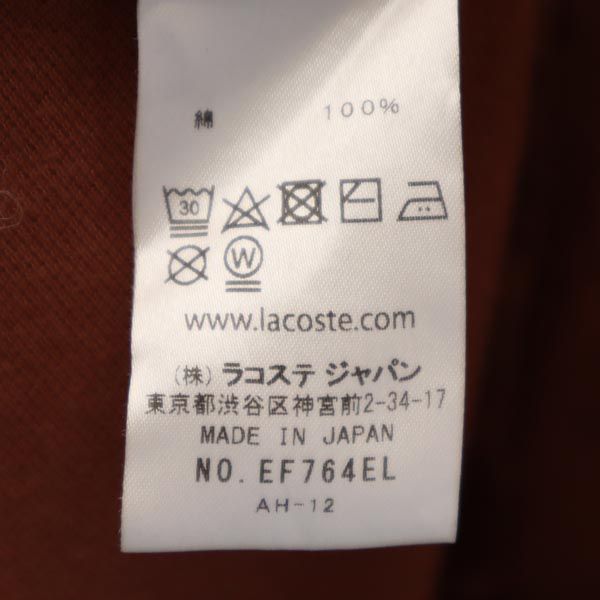 綿 100%
30
W
www.lacoste.com
(株) ラコステ ジャパン
東京都渋谷区神宮前2-34-17
MADE IN JAPAN
NO. EF764EL
AH-12